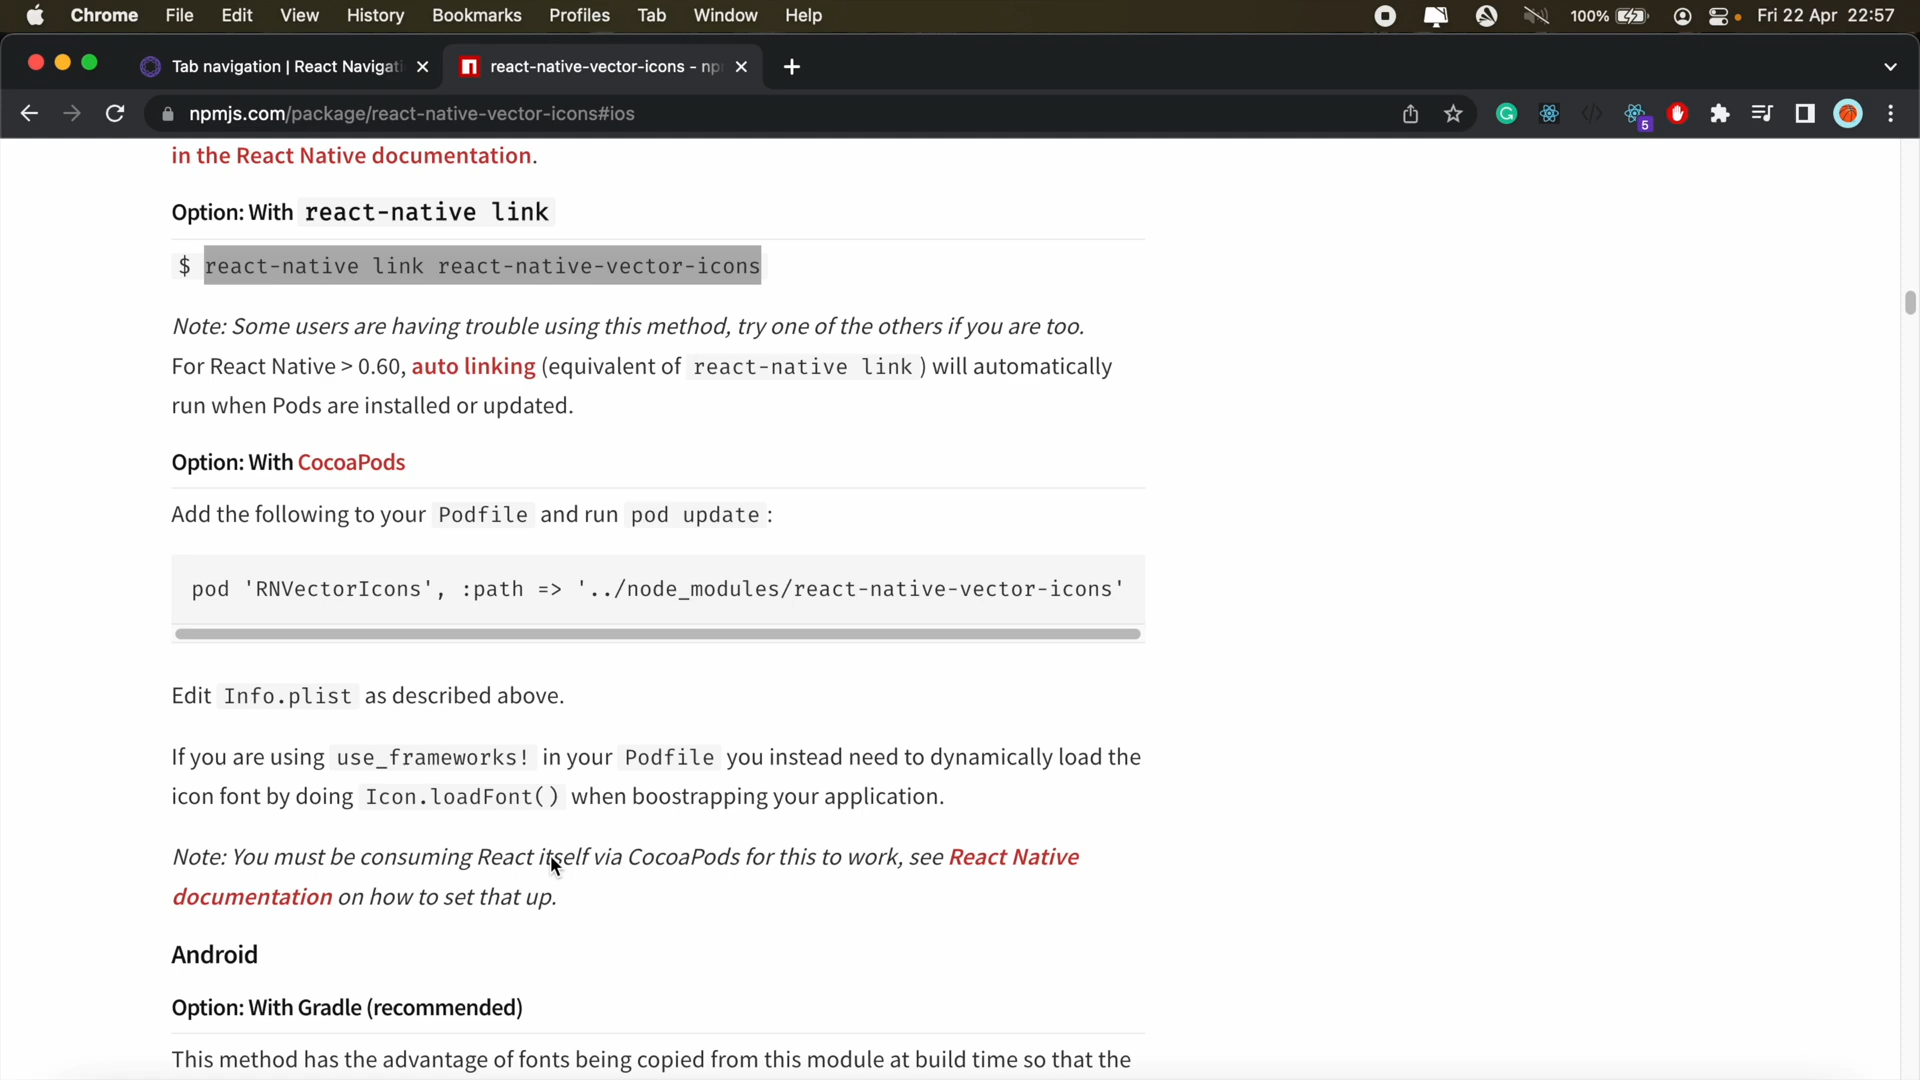 Chrome File Edit View History Bookmarks Profiles Tab Window Help 100% Fri 22 Apr 22:57
Tab navigation | React Navigati react-native-vector-icons - np
npmjs.com/package/react-native-vector-icons#ios 5
in the React Native documentation.
Option: With react-native link
$ react-native link react-native-vector-icons
Note: Some users are having trouble using this method, try one of the others if you are too.
For React Native > 0.60, auto linking (equivalent of react-native link ) will automatically
run when Pods are installed or updated.
Option: With CocoaPods
Add the following to your Podfile and run pod update :
pod 'RNVectorIcons', :path => '../node_modules/react-native-vector-icons'
Edit Info.plist as described above.
If you are using use_frameworks! in your Podfile you instead need to dynamically load the
icon font by doing Icon.loadFont() when boostrapping your application.
Note: You must be consuming React itself via CocoaPods for this to work, see React Native
documentation on how to set that up.
Android
Option: With Gradle (recommended)
This method has the advantage of fonts being copied from this module at build time so that the